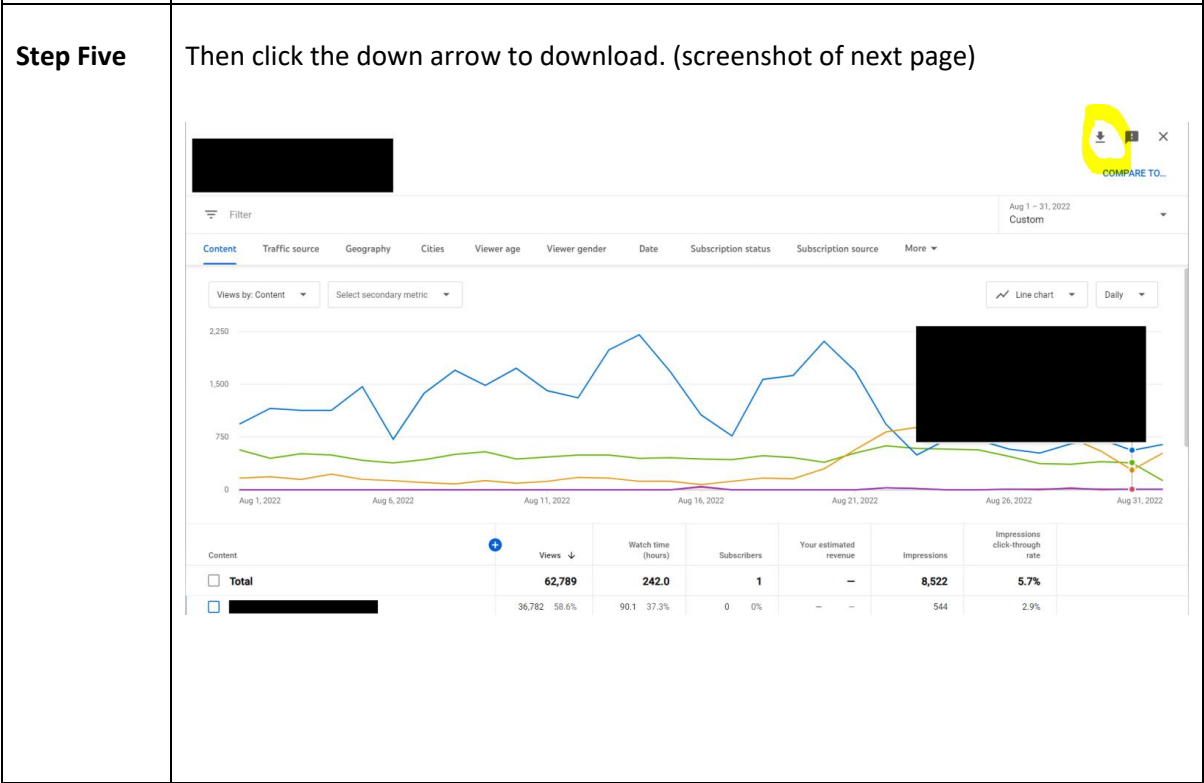 Step Five
Then click the down arrow to download. (screenshot of next page)
COMPARE TO...
Filter
Aug 1 – 31, 2022
Custom
Content Traffic source Geography Cities Viewer age Viewer gender Date Subscription status Subscription source More
Views by: Content Select secondary metric Line chart Daily
2,250
1,500
750
0
Aug 1, 2022 Aug 6, 2022 Aug 11, 2022 Aug 16, 2022 Aug 21, 2022 Aug 26, 2022 Aug 31, 2022
Content Views Watch time (hours) Subscribers Your estimated revenue Impressions Impressions click-through rate
Total 62,789 242.0 1 – 8,522 5.7%
36,782 58.6% 90.1 37.3% 0 0% – – 544 2.9%